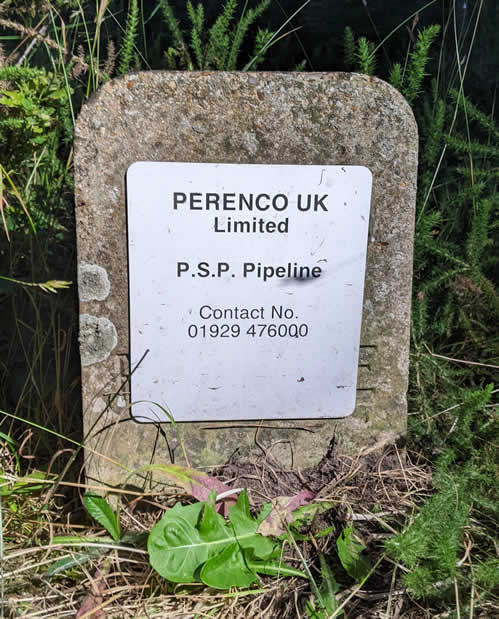 PERENCO UK
Limited
P.S.P. Pipeline
Contact No.
01929 476000